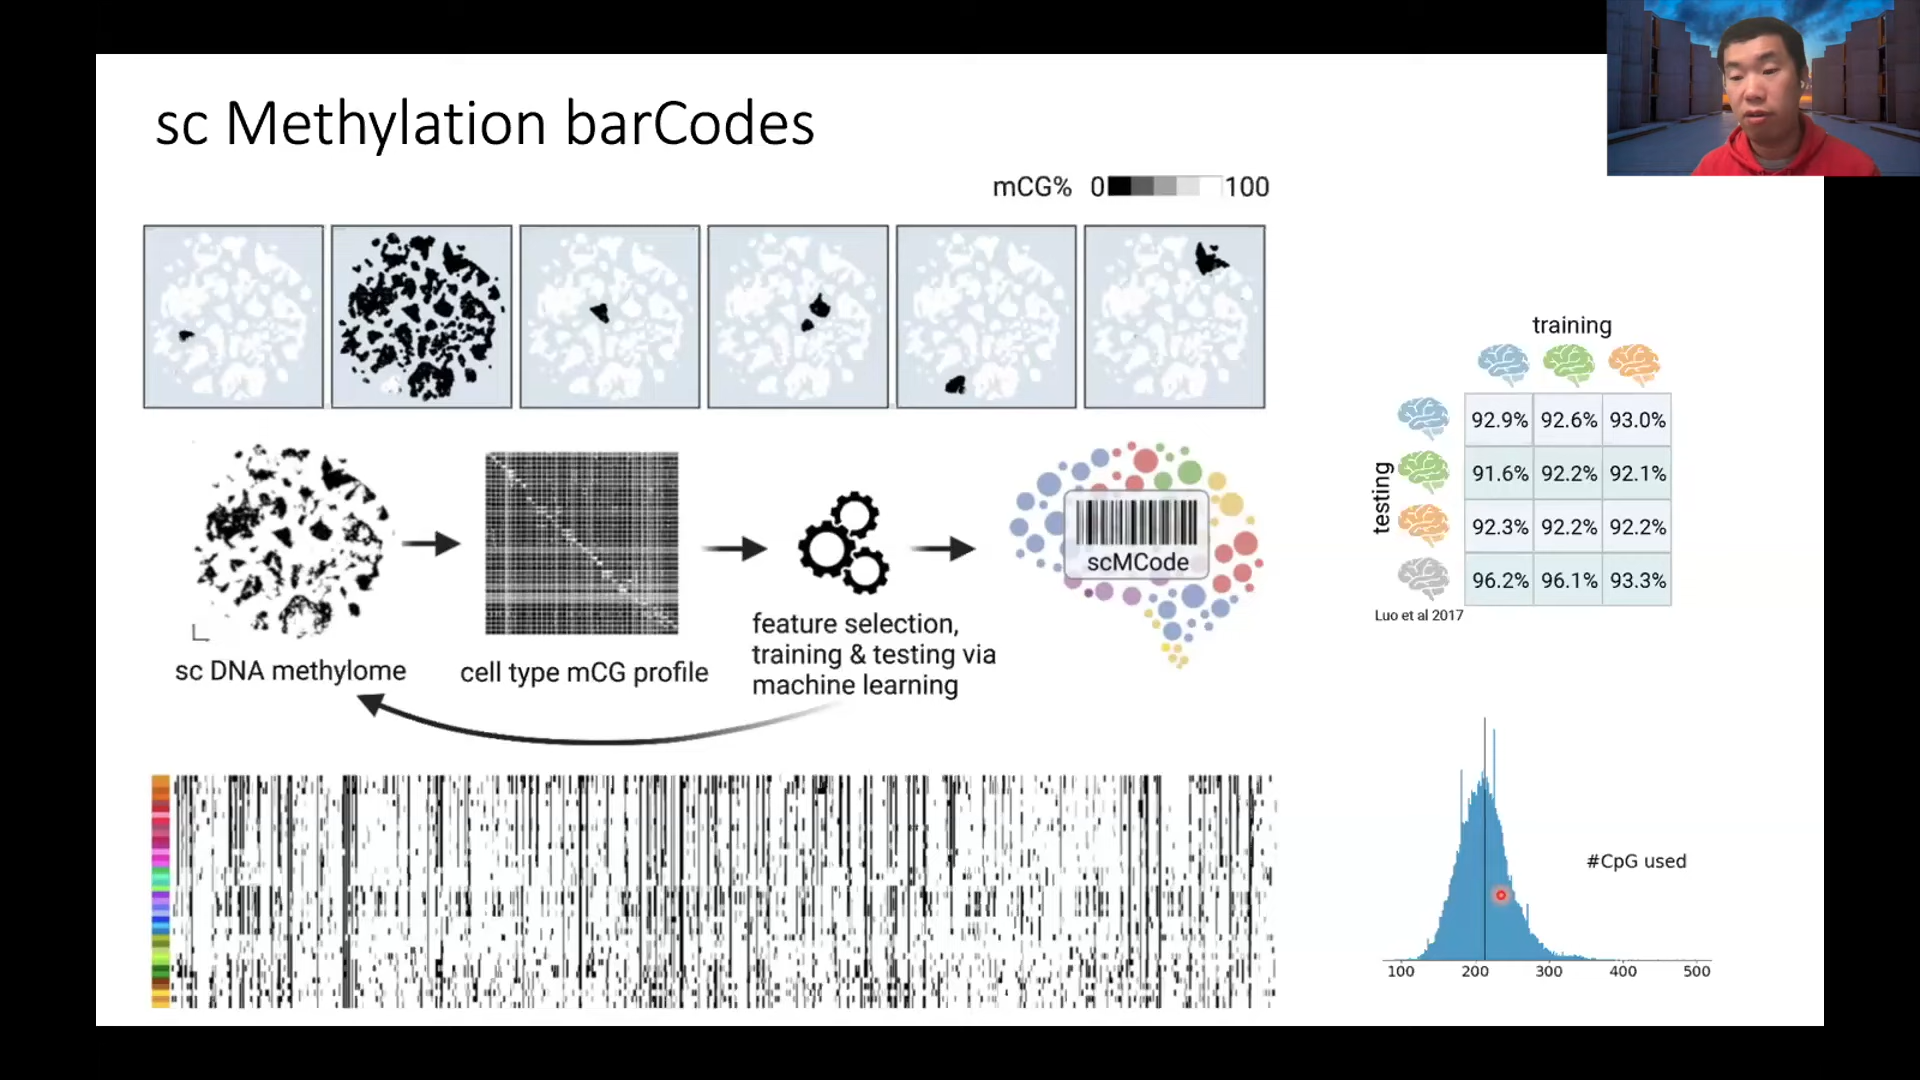 sc Methylation barCodes
mCG% 0 100
training
testing
92.9% 92.6% 93.0%
91.6% 92.2% 92.1%
92.3% 92.2% 92.2%
96.2% 96.1% 93.3%
Luo et al 2017
scMCode
sc DNA methylome
cell type mCG profile
feature selection,
training & testing via
machine learning
#CpG used
100 200 300 400 500